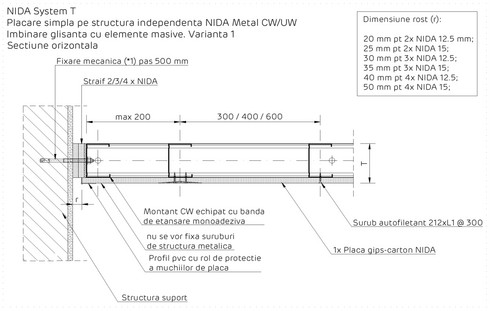 NIDA System T
Placare simpla pe structura independenta NIDA Metal CW/UW
Imbinare glisanta cu elemente masive. Varianta 1
Sectiune orizontala
Dimensiune rost (r):
20 mm pt 2x NIDA 12.5 mm;
25 mm pt 2x NIDA 15;
30 mm pt 3x NIDA 12.5;
35 mm pt 3x NIDA 15;
40 mm pt 4x NIDA 12.5;
50 mm pt 4x NIDA 15;
Fixare mecanica (*1) pas 500 mm
Straif 2/3/4 x NIDA
max 200
300 / 400 / 600
T
r
Montant CW echipat cu banda
de etansare monoadeziva
nu se vor fixa suruburi
de structura metalica
Profil pvc cu rol de protectie
a muchiilor de placa
Surub autofiletant 212xL1 @ 300
1x Placa gips-carton NIDA
Structura suport